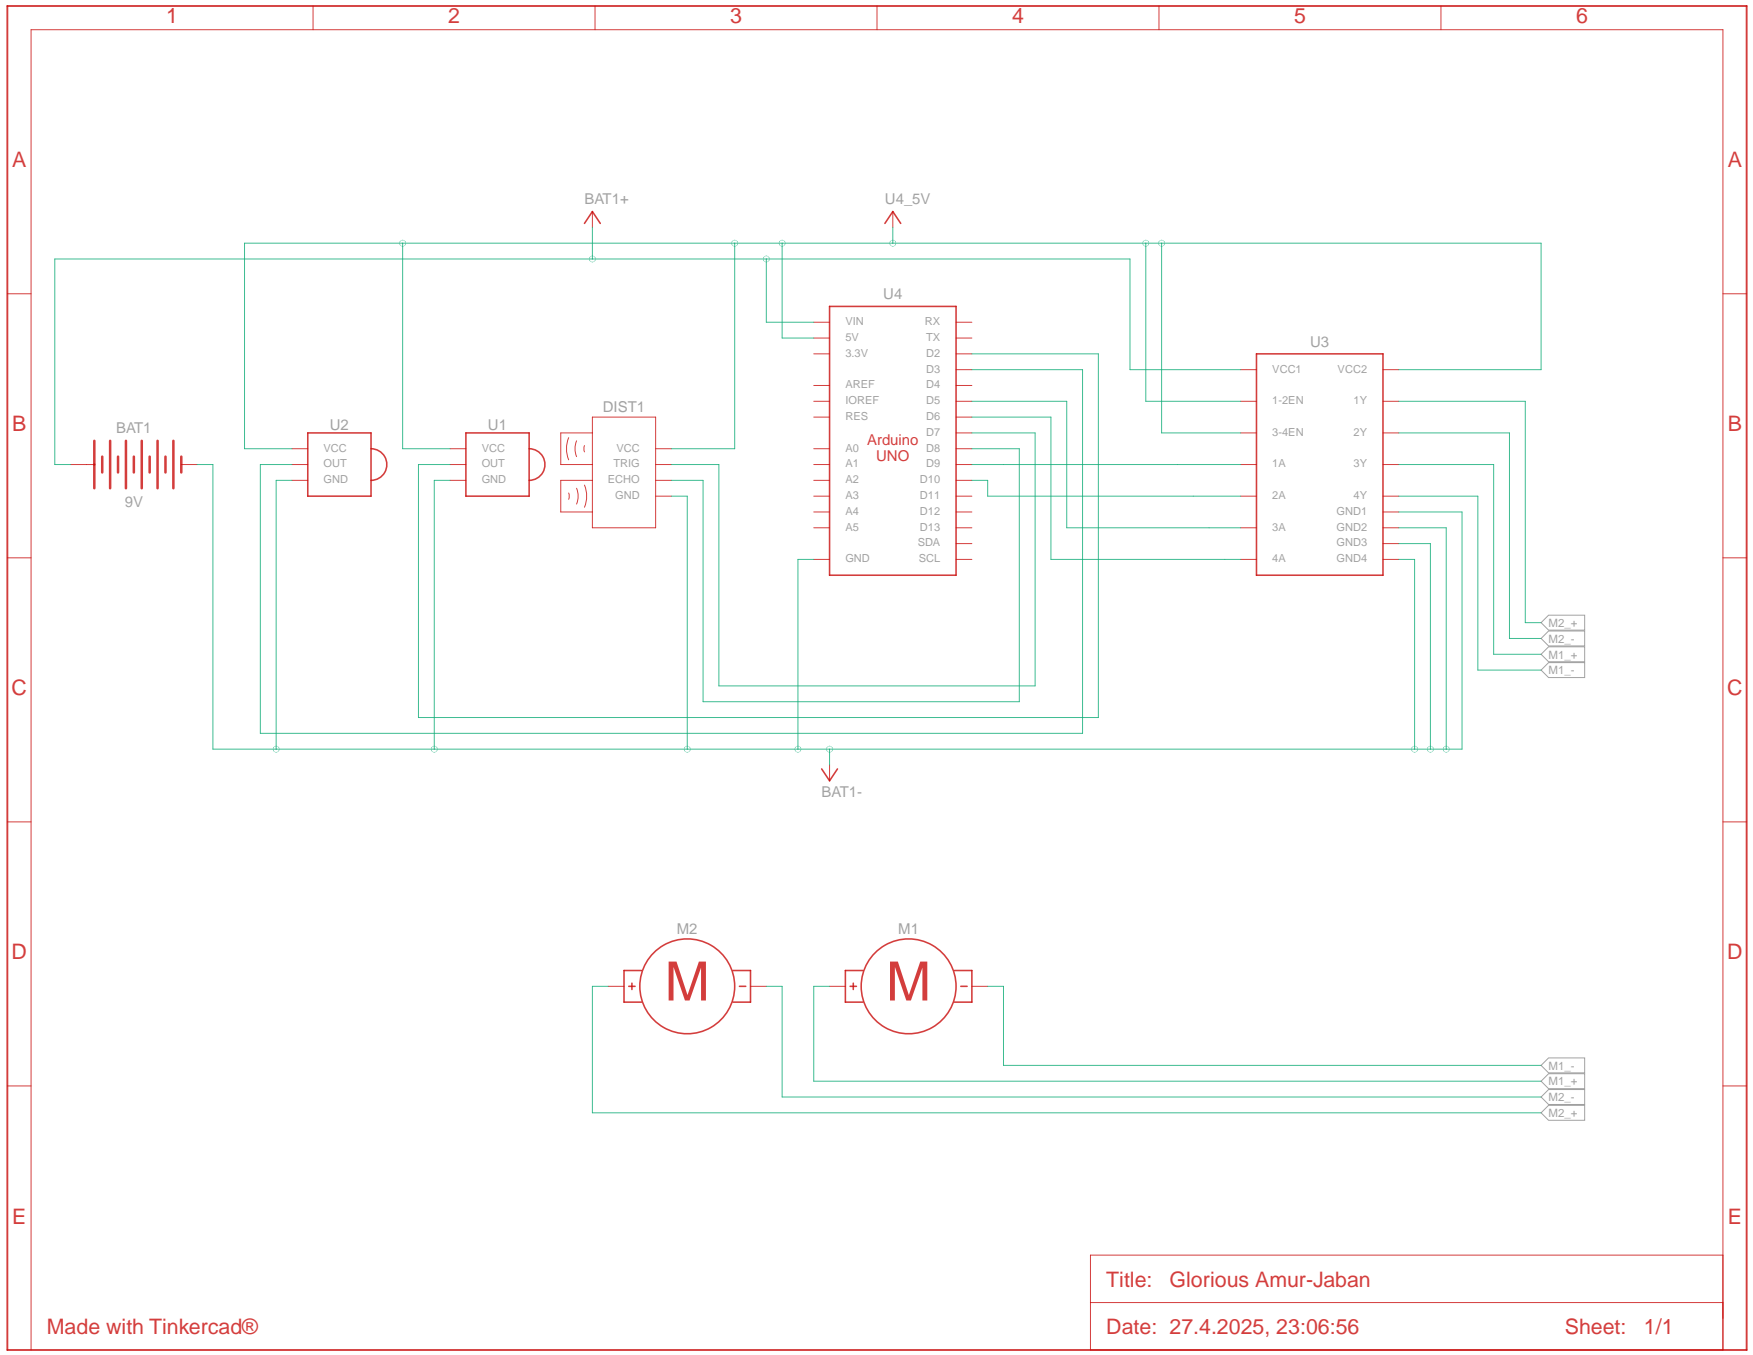 1 2 3 4 5 6
A A
BAT1+ U4_5V
B B
BAT1
9V
U2
VCC
OUT
GND
U1
VCC
OUT
GND
DIST1
VCC
TRIG
ECHO
GND
U4
VIN RX
5V TX
3.3V D2
D3
AREF D4
IOREF D5
RES D6
D7
Arduino
UNO
A0 D8
A1 D9
A2 D10
A3 D11
A4 D12
A5 D13
SDA
GND SCL
U3
VCC1 VCC2
1-2EN 1Y
3-4EN 2Y
1A 3Y
2A 4Y
GND1
3A GND2
GND3
4A GND4
M2_+
M2_-
M1_+
M1_-
C C
BAT1-
D D
M2 M1
+ M - + M -
M1_-
M1_+
M2_-
M2_+
E E
Title: Glorious Amur-Jaban
Made with Tinkercad®
Date: 27.4.2025, 23:06:56 Sheet: 1/1